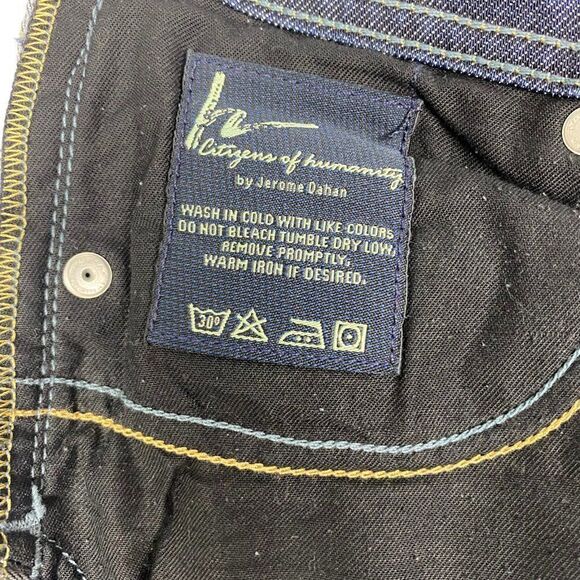 Citizens of humanity
by Jerome Dahan
WASH IN COLD WITH LIKE COLORS
DO NOT BLEACH TUMBLE DRY LOW,
REMOVE PROMPTLY.
WARM IRON IF DESIRED.
30º